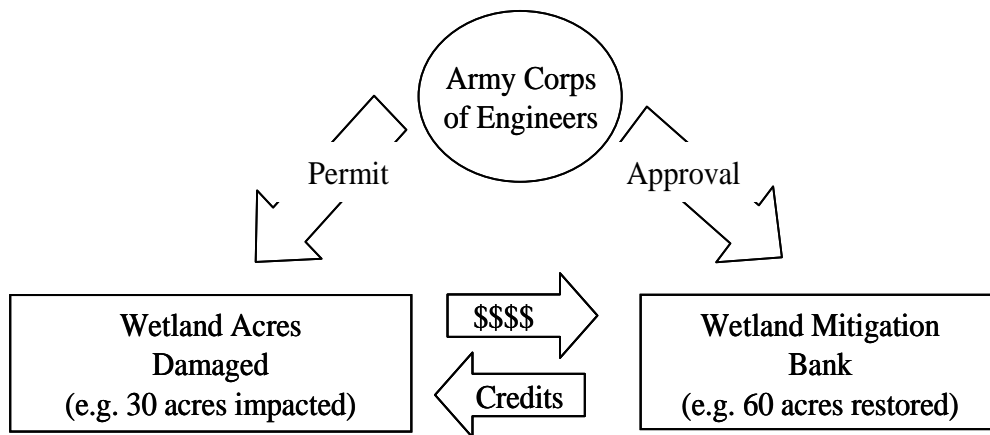 Army Corps
of Engineers
Permit
Approval
Wetland Acres
Damaged
(e.g. 30 acres impacted)
$$$$
Credits
Wetland Mitigation
Bank
(e.g. 60 acres restored)